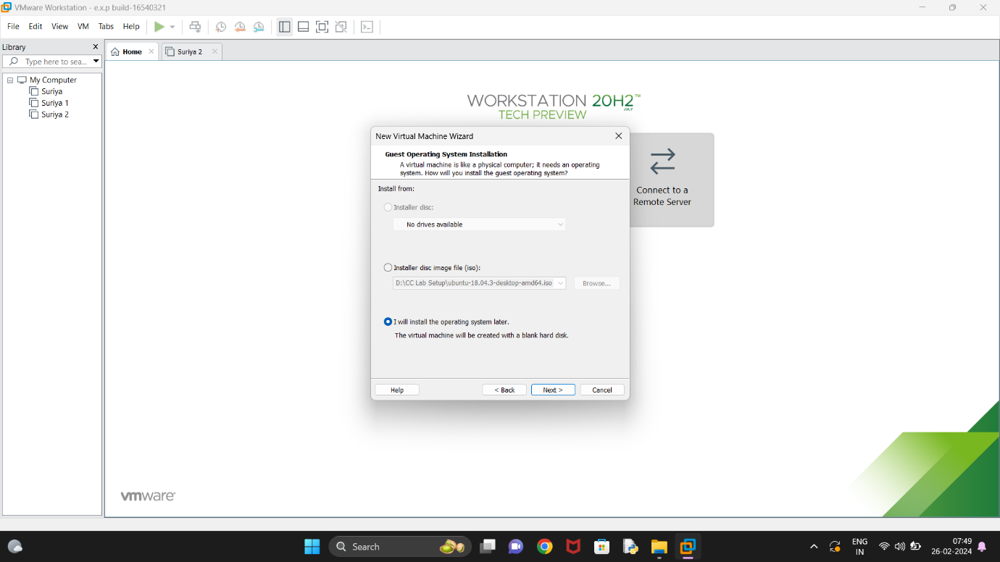 VMware Workstation - e.x.p build-16540321
File Edit View VM Tabs Help
Library
Type here to sea...
My Computer
Suriya
Suriya 1
Suriya 2
Home
Suriya 2
WORKSTATION 20H2™
JULY
TECH PREVIEW
New Virtual Machine Wizard
Guest Operating System Installation
A virtual machine is like a physical computer; it needs an operating
system. How will you install the guest operating system?
Install from:
Installer disc:
No drives available
Installer disc image file (iso):
D:\CC Lab Setup\ubuntu-18.04.3-desktop-amd64.iso
Browse...
I will install the operating system later.
The virtual machine will be created with a blank hard disk.
Help
< Back
Next >
Cancel
Connect to a
Remote Server
vmware®
Search
ENG
IN
07:49
26-02-2024